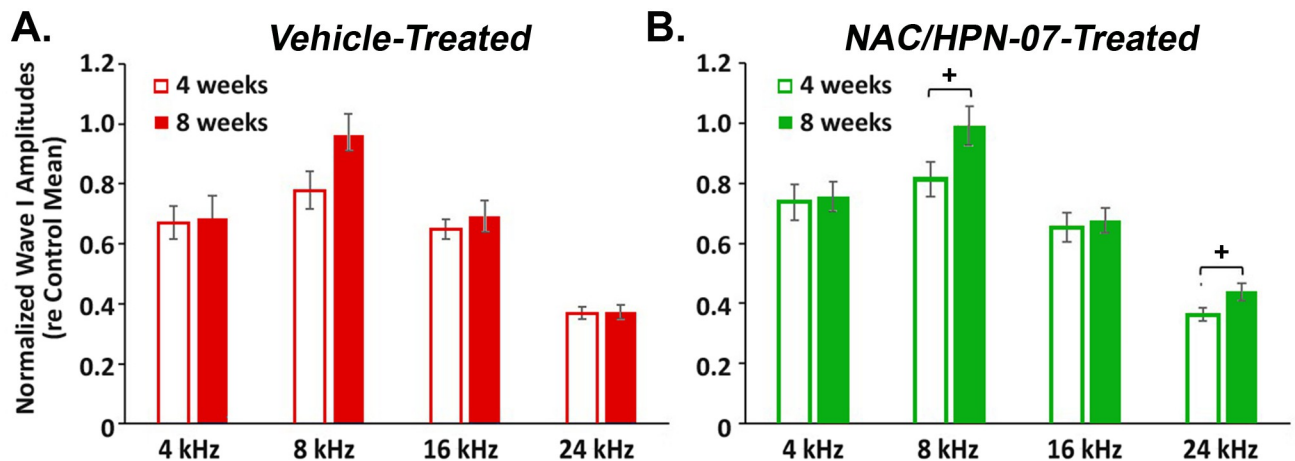 A.
Vehicle-Treated
Normalized Wave I Amplitudes
(re Control Mean)
1.2
1.0
0.8
0.6
0.4
0.2
0
4 weeks
8 weeks
4 kHz
8 kHz
16 kHz
24 kHz
B.
NAC/HPN-07-Treated
1.2
1.0
0.8
0.6
0.4
0.2
0
4 weeks
8 weeks
+
+
4 kHz
8 kHz
16 kHz
24 kHz